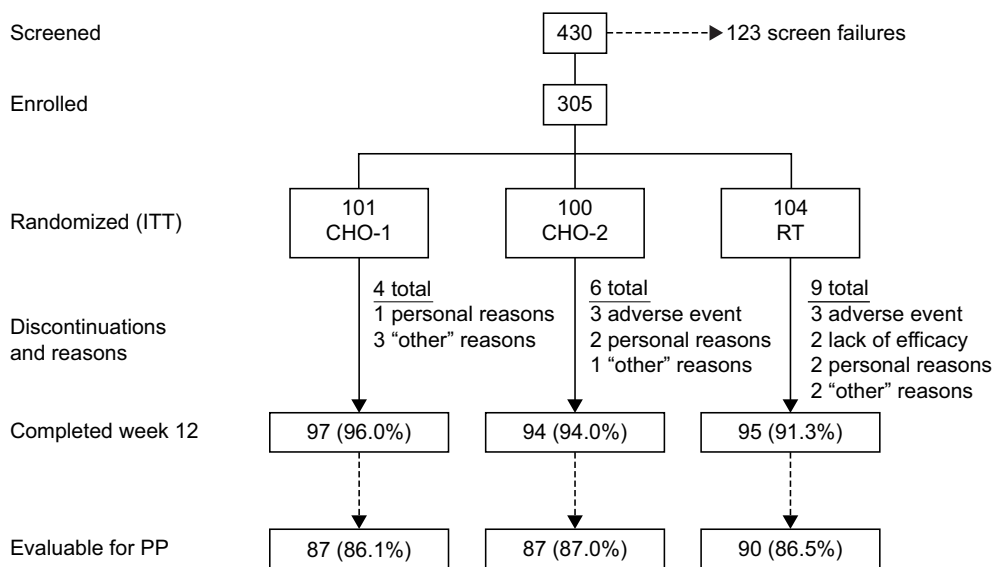 Screened
430
123 screen failures
Enrolled
305
Randomized (ITT)
101
CHO-1
100
CHO-2
104
RT
Discontinuations
and reasons
4 total
1 personal reasons
3 “other” reasons
6 total
3 adverse event
2 personal reasons
1 “other” reasons
9 total
3 adverse event
2 lack of efficacy
2 personal reasons
2 “other” reasons
Completed week 12
97 (96.0%)
94 (94.0%)
95 (91.3%)
Evaluable for PP
87 (86.1%)
87 (87.0%)
90 (86.5%)